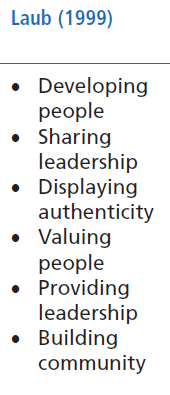 Laub (1999)
• Developing
people
• Sharing
leadership
• Displaying
authenticity
• Valuing
people
• Providing
leadership
• Building
community